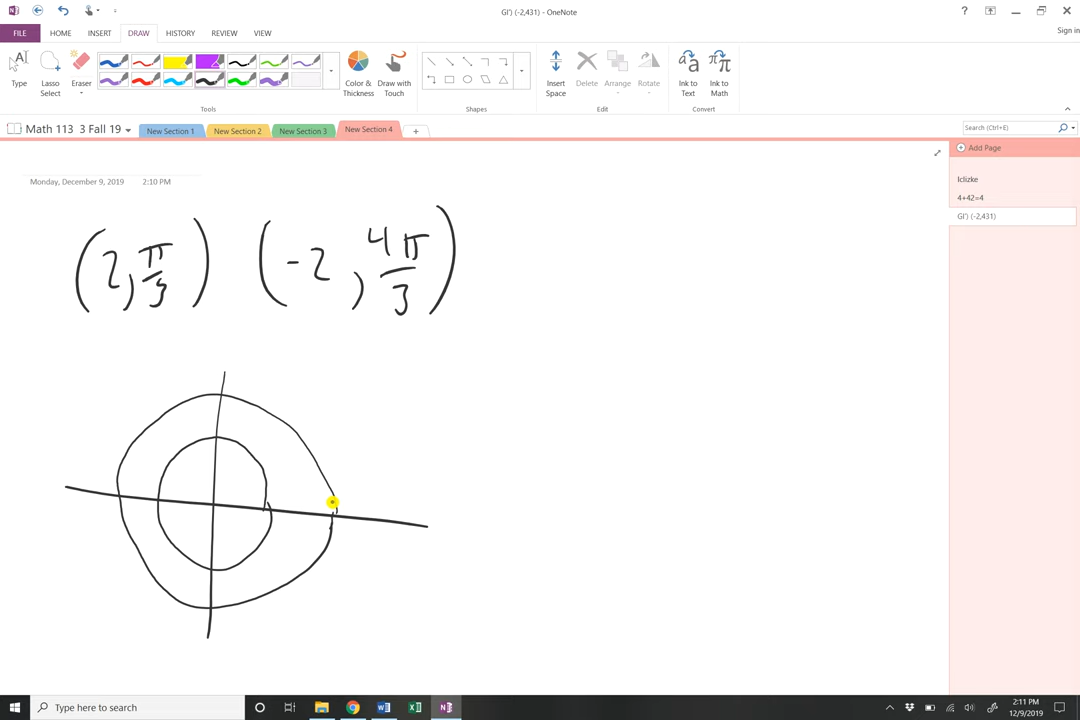 GI') (-2,431) - OneNote
Sign in
FILE HOME INSERT DRAW HISTORY REVIEW VIEW
Type
Lasso Select
Eraser
Color & Thickness
Draw with Touch
Insert Space
Delete
Arrange
Rotate
Ink to Text
Ink to Math
Tools
Shapes
Edit
Convert
Math 113 3 Fall 19
New Section 1
New Section 2
New Section 3
New Section 4
Search (Ctrl+E)
Add Page
Monday, December 9, 2019 2:10 PM
Iclizke
4+42=4
GI') (-2,431)
(2, π/3) (-2, 4π/3)
Type here to search
2:11 PM
12/9/2019